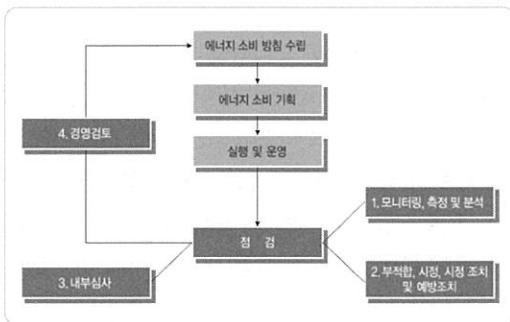 에너지 소비 방침 수립
에너지 소비 기획
4. 경영검토
실행 및 운영
1. 모니터링, 측정 및 분석
점 검
3. 내부심사
2. 부적합, 시정, 시정 조치
및 예방조치